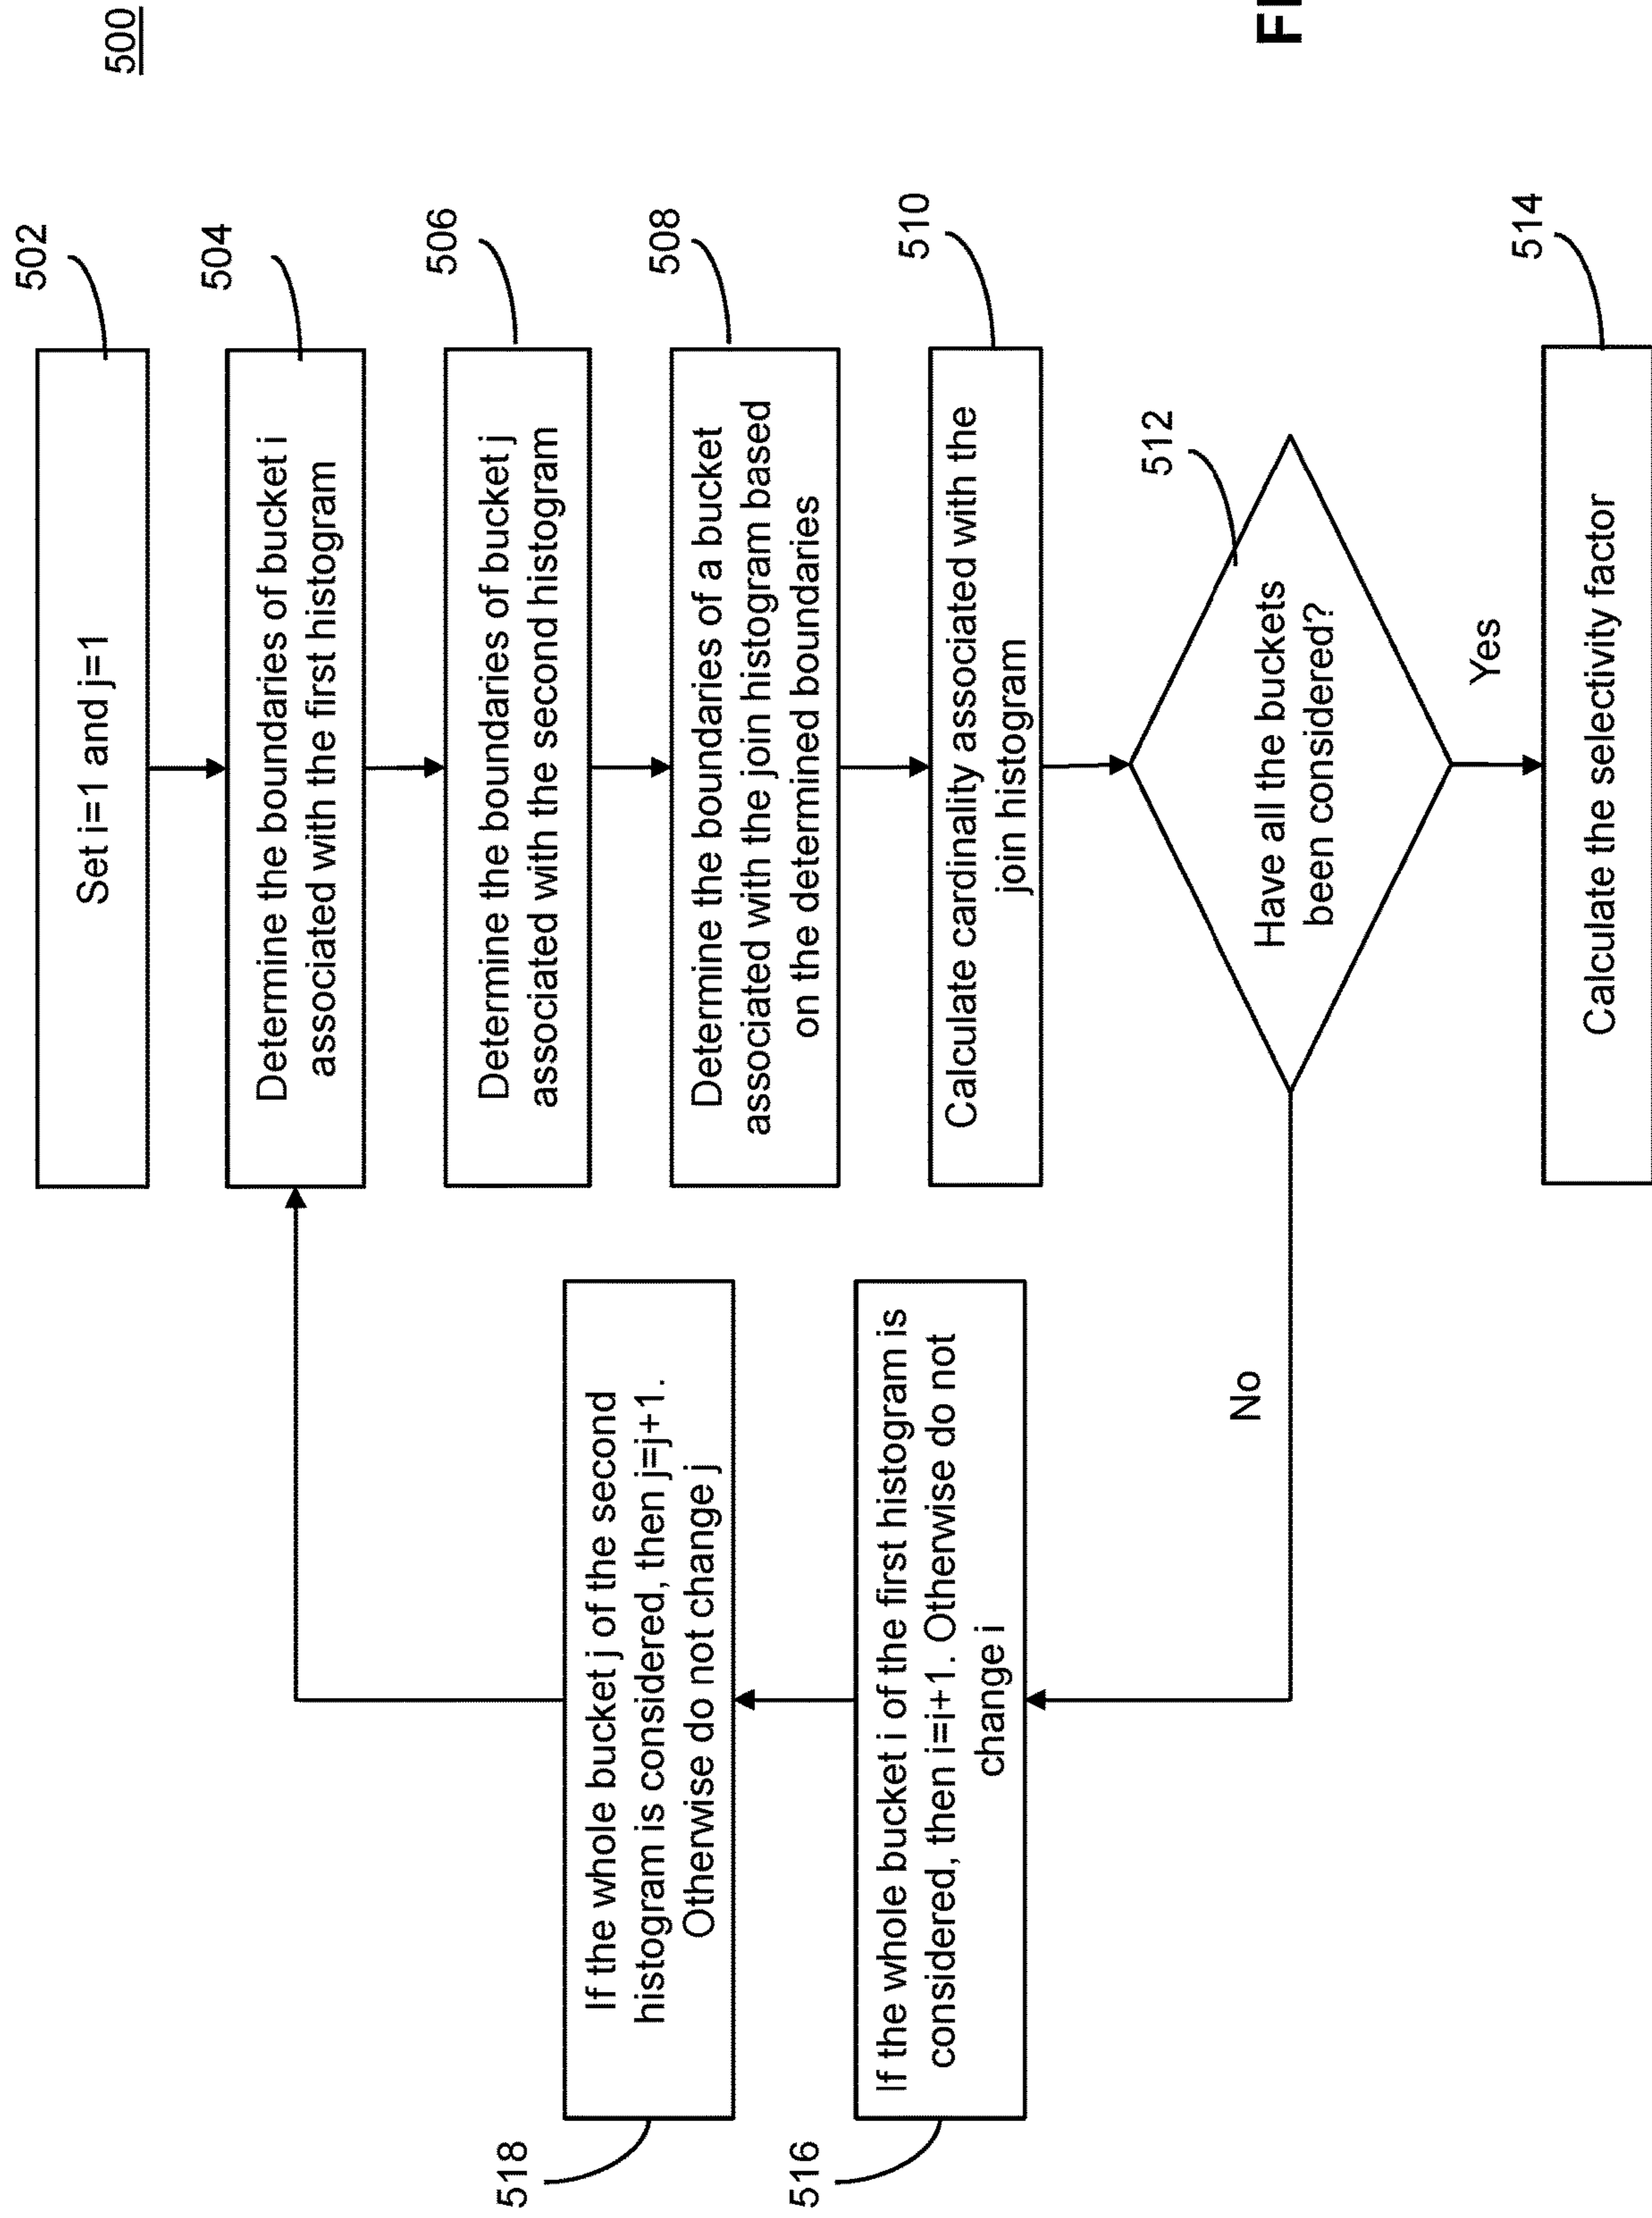 500
502
Set i=1 and j=1
504
Determine the boundaries of bucket i
associated with the first histogram
506
Determine the boundaries of bucket j
associated with the second histogram
508
Determine the boundaries of a bucket
associated with the join histogram based
on the determined boundaries
510
Calculate cardinality associated with the
join histogram
512
Have all the buckets
been considered?
Yes
514
Calculate the selectivity factor
No
516
If the whole bucket i of the first histogram is
considered, then i=i+1. Otherwise do not
change i
518
If the whole bucket j of the second
histogram is considered, then j=j+1.
Otherwise do not change j